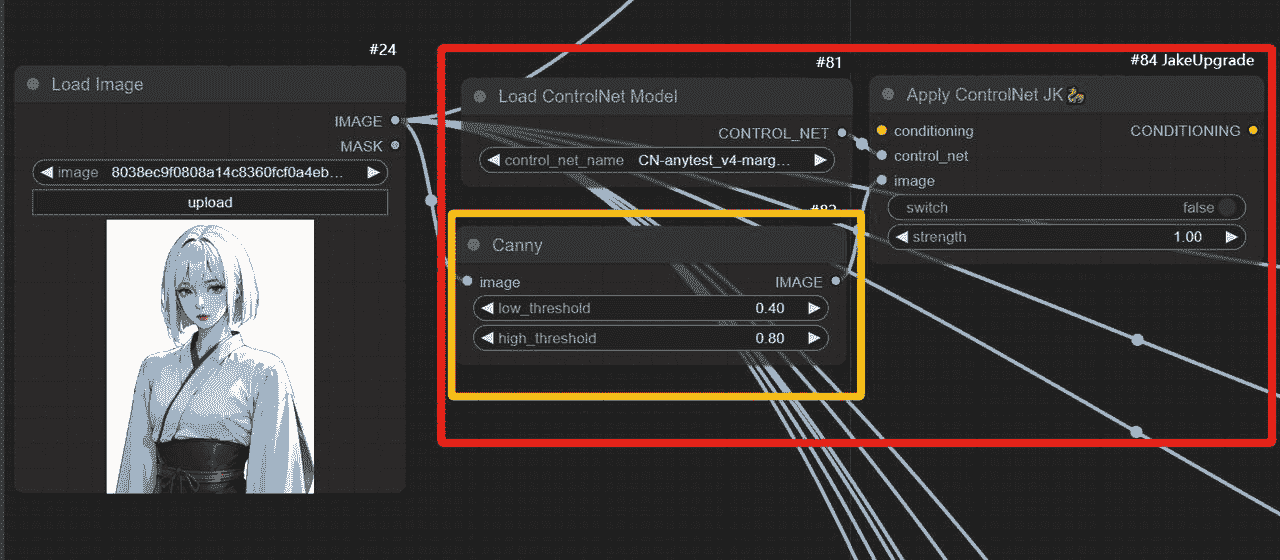 #24
Load Image
IMAGE
MASK
image 8038ec9f0808a14c8360fcf0a4eb...
upload
#81
Load ControlNet Model
CONTROL_NET
control_net_name CN-anytest_v4-marg...
#82
Canny
image IMAGE
low_threshold 0.40
high_threshold 0.80
#84 JakeUpgrade
Apply ControlNet JK🐉
conditioning CONDITIONING
control_net
image
switch false
strength 1.00